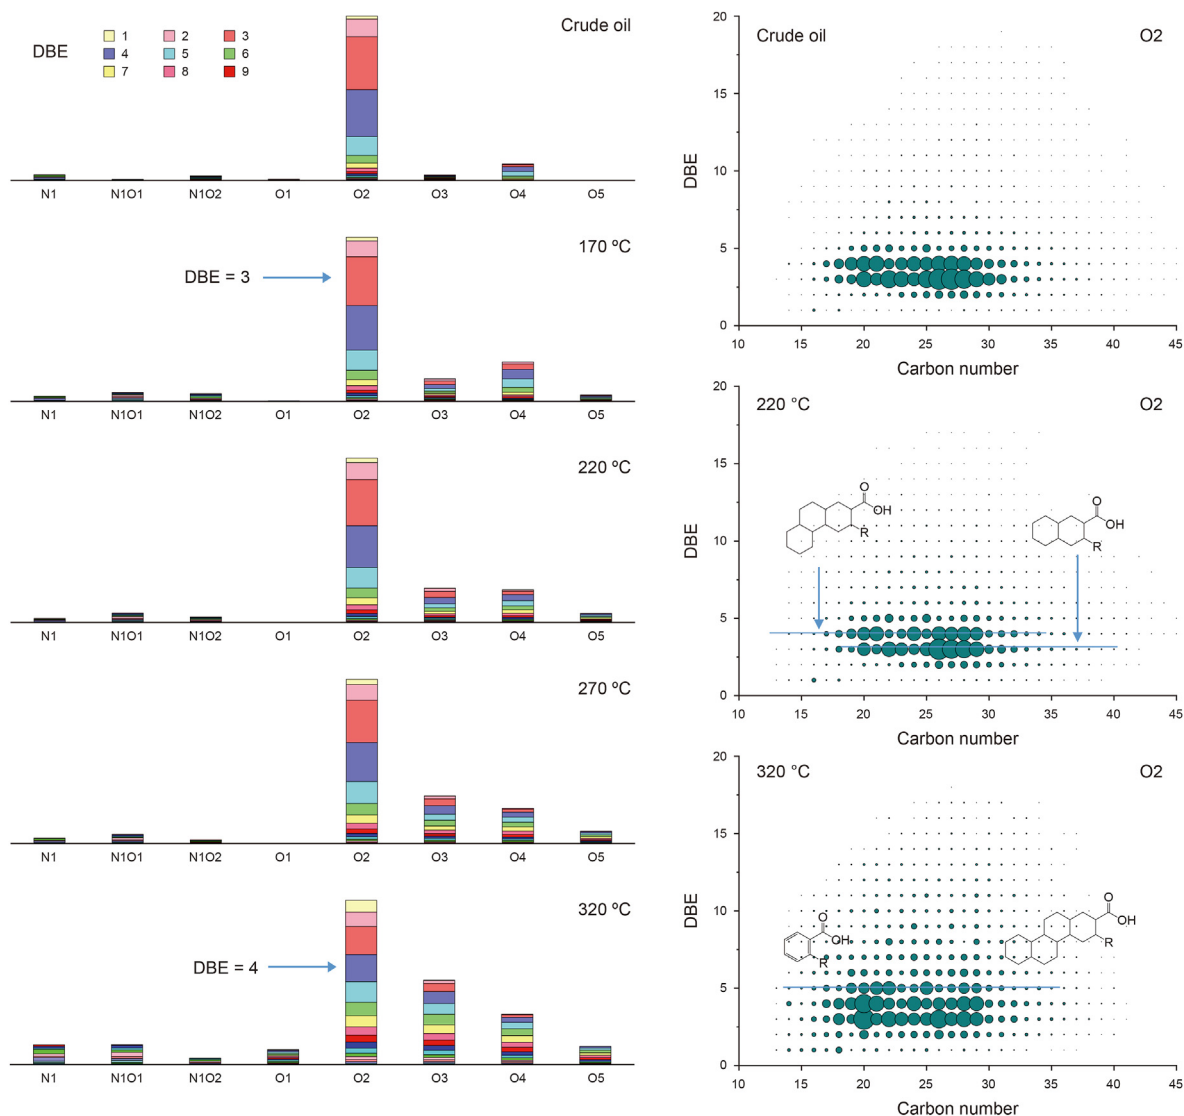 Crude oil
DBE
1 2 3
4 5 6
7 8 9
N1 N1O1 N1O2 O1 O2 O3 O4 O5
170 ºC
DBE = 3
N1 N1O1 N1O2 O1 O2 O3 O4 O5
220 ºC
N1 N1O1 N1O2 O1 O2 O3 O4 O5
270 ºC
N1 N1O1 N1O2 O1 O2 O3 O4 O5
320 ºC
DBE = 4
N1 N1O1 N1O2 O1 O2 O3 O4 O5
20
Crude oil O2
15
DBE
10
5
0
10 15 20 25 30 35 40 45
Carbon number
20
220 °C O2
15
O O
OH OH
R R
DBE
10
5
0
10 15 20 25 30 35 40 45
Carbon number
20
320 °C O2
15
DBE
10
O O
OH OH
R R
5
0
10 15 20 25 30 35 40 45
Carbon number